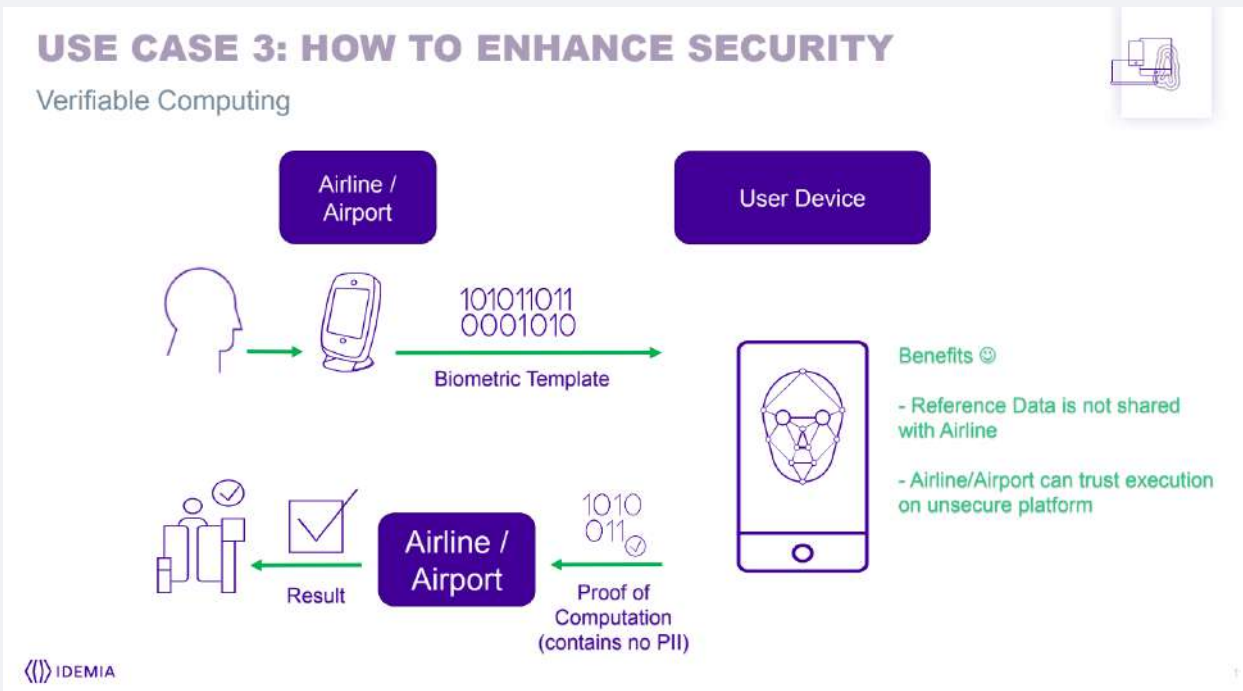 USE CASE 3: HOW TO ENHANCE SECURITY
Verifiable Computing
Airline /
Airport
User Device
101011011
0001010
Biometric Template
Benefits ☺
- Reference Data is not shared
with Airline
- Airline/Airport can trust execution
on unsecure platform
1010
011
Airline /
Airport
Result
Proof of
Computation
(contains no PII)
IDEMIA